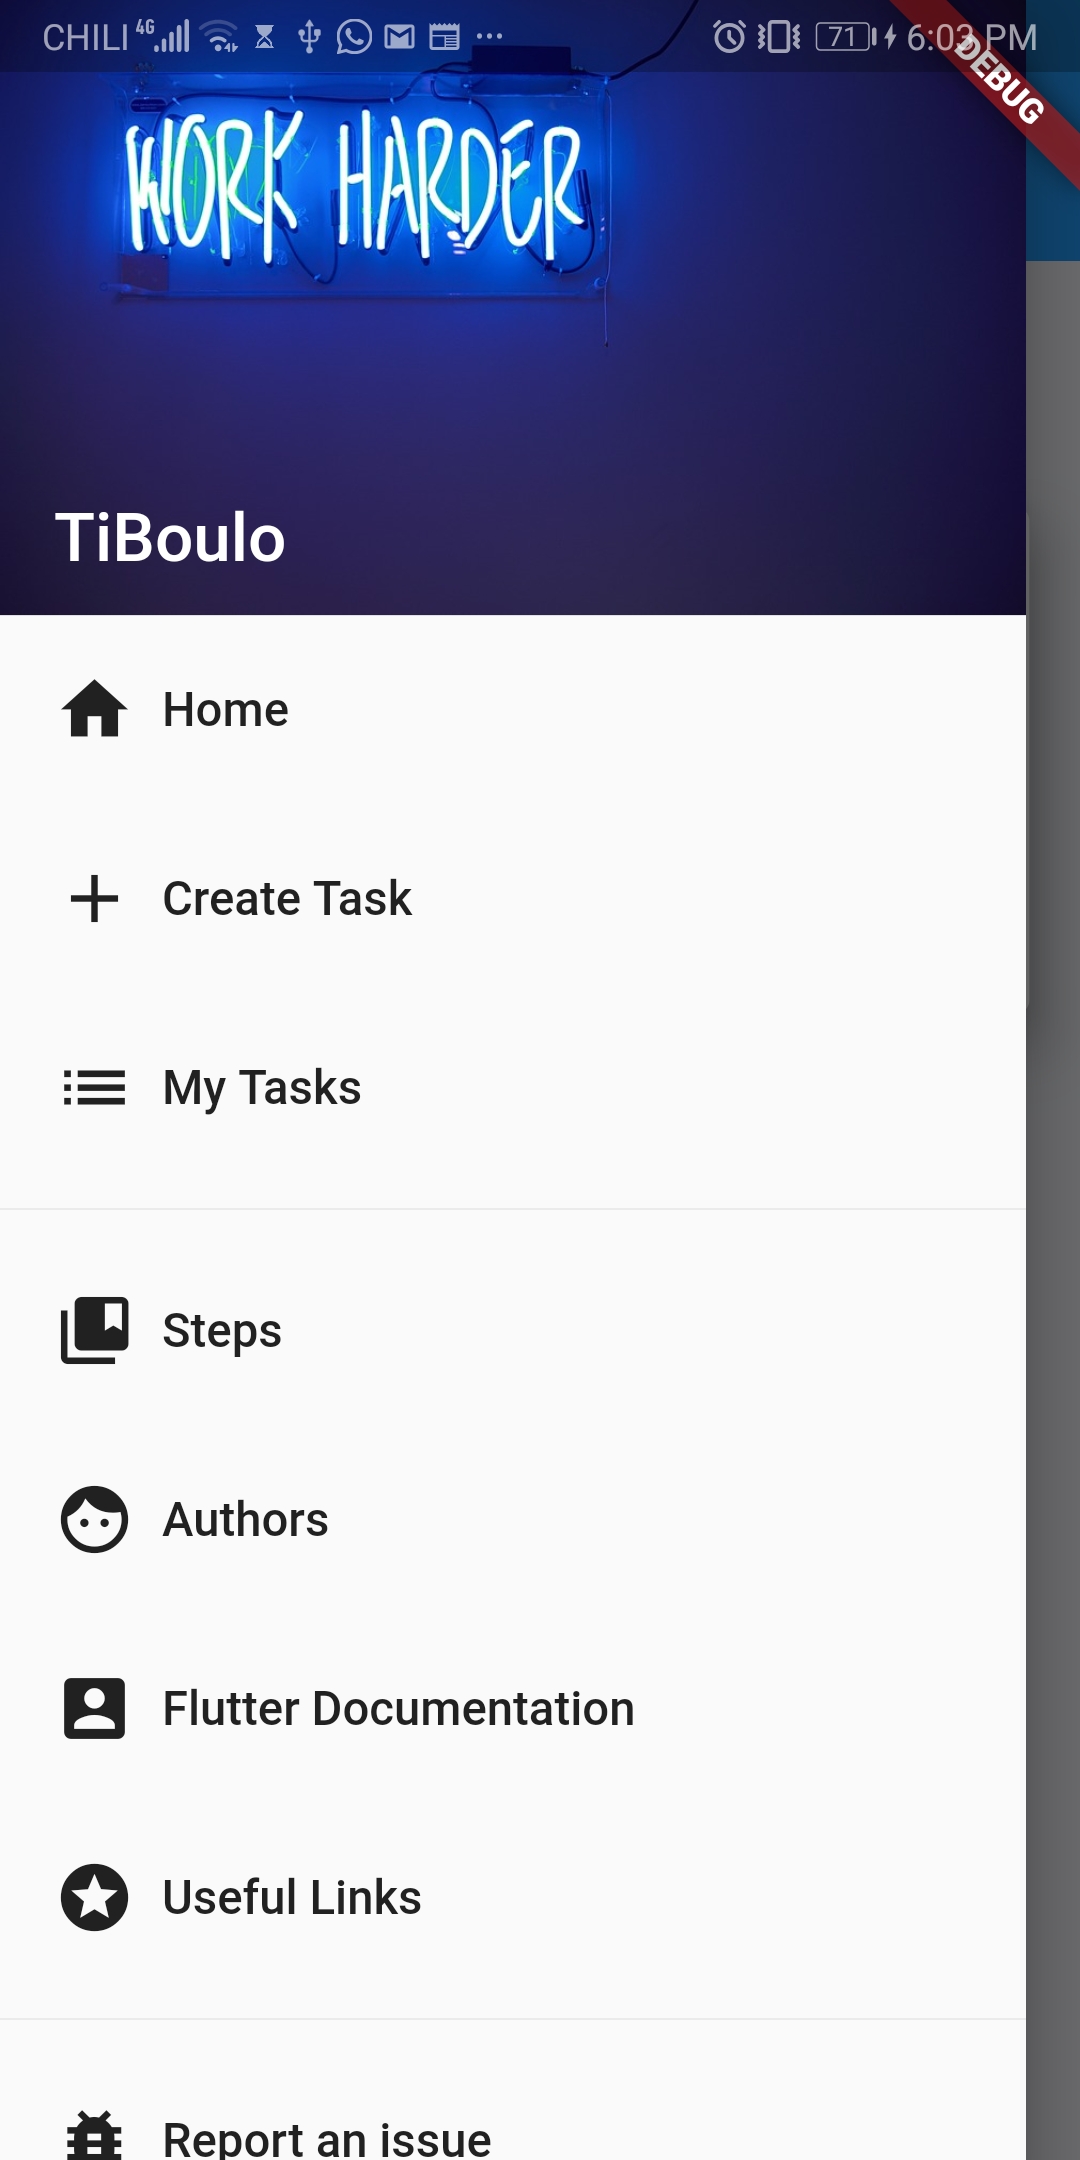 CHILI 4G 71 6:03 PM
DEBUG
WORK HARDER
TiBoulo
Home
Create Task
My Tasks
Steps
Authors
Flutter Documentation
Useful Links
Report an issue